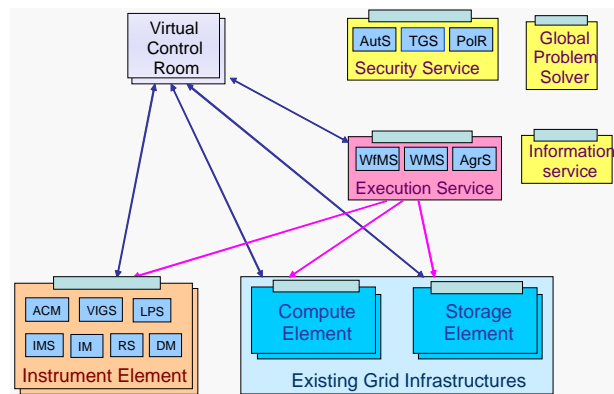 Virtual
Control
Room
AutS TGS PolR
Security Service
Global
Problem
Solver
WfMS WMS AgrS
Execution Service
Information
service
ACM VIGS LPS
IMS IM RS DM
Instrument Element
Compute
Element
Storage
Element
Existing Grid Infrastructures